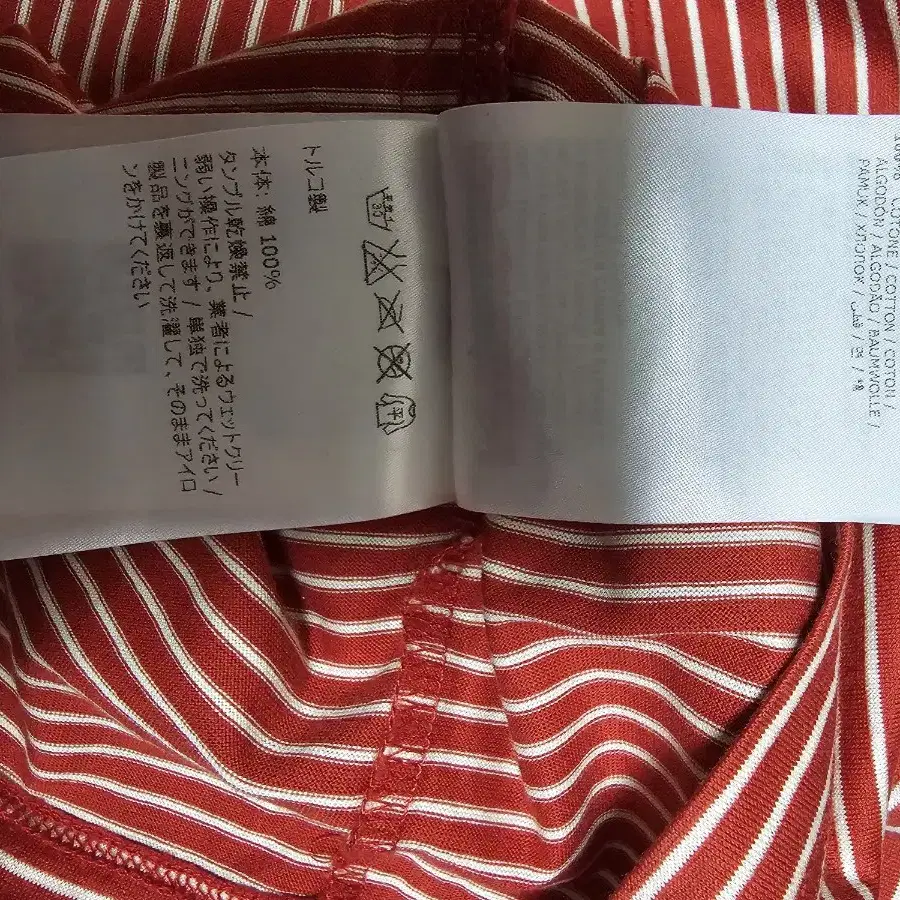 トルコ製
本体: 綿 100%
タンブル乾燥禁止 /
弱い操作により、業者によるウェットクリー
ニングができます / 単独で洗ってください /
製品を裏返して洗濯して、そのままアイロ
ンをかけてください
100% COTONE / COTTON / COTON /
ALGODÓN / ALGODÃO / BAUMWOLLE /
PAMUK / ХЛОПОК / قطن / 면 / 棉